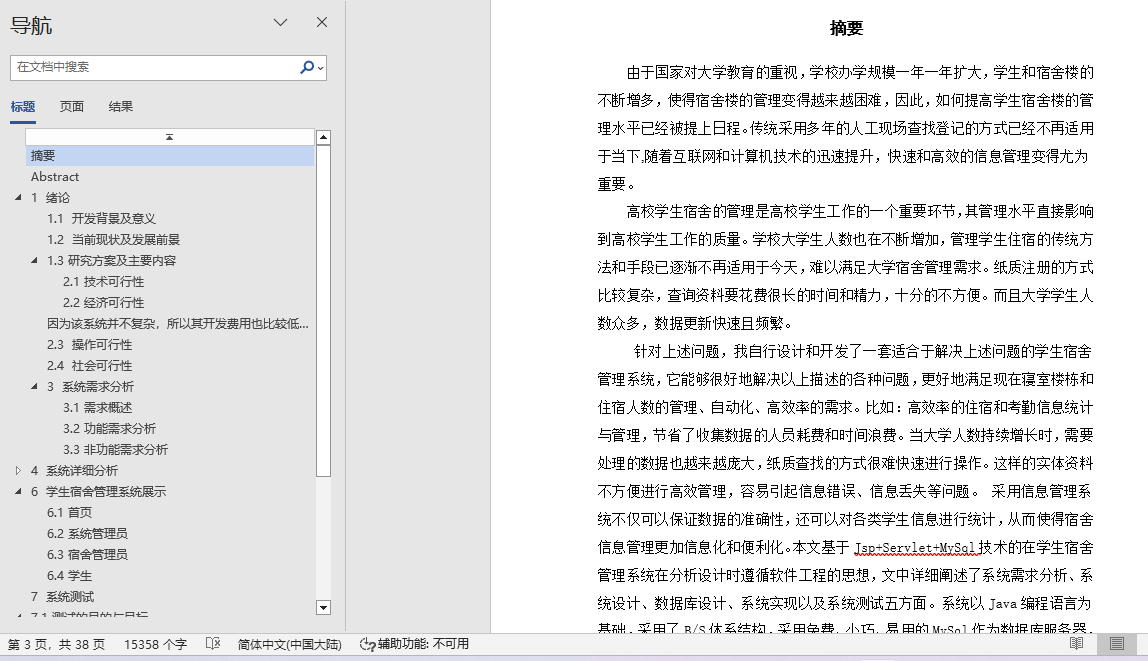 导航
在文档中搜索
标题 页面 结果
摘要
Abstract
1 绪论
1.1 开发背景及意义
1.2 当前现状及发展前景
1.3 研究方案及主要内容
2.1 技术可行性
2.2 经济可行性
因为该系统并不复杂，所以其开发费用也比较低...
2.3 操作可行性
2.4 社会可行性
3 系统需求分析
3.1 需求概述
3.2 功能需求分析
3.3 非功能需求分析
4 系统详细分析
6 学生宿舍管理系统展示
6.1 首页
6.2 系统管理员
6.3 宿舍管理员
6.4 学生
7 系统测试
7.1 测试的目的与目标
摘要
由于国家对大学教育的重视，学校办学规模一年一年扩大，学生和宿舍楼的
不断增多，使得宿舍楼的管理变得越来越困难，因此，如何提高学生宿舍楼的管
理水平已经被提上日程。传统采用多年的人工现场查找登记的方式已经不再适用
于当下,随着互联网和计算机技术的迅速提升，快速和高效的信息管理变得尤为
重要。
高校学生宿舍的管理是高校学生工作的一个重要环节，其管理水平直接影响
到高校学生工作的质量。学校大学生人数也在不断增加，管理学生住宿的传统方
法和手段已逐渐不再适用于今天，难以满足大学宿舍管理需求。纸质注册的方式
比较复杂，查询资料要花费很长的时间和精力，十分的不方便。而且大学学生人
数众多，数据更新快速且频繁。
针对上述问题，我自行设计和开发了一套适合于解决上述问题的学生宿舍
管理系统，它能够很好地解决以上描述的各种问题，更好地满足现在寝室楼栋和
住宿人数的管理、自动化、高效率的需求。比如：高效率的住宿和考勤信息统计
与管理，节省了收集数据的人员耗费和时间浪费。当大学人数持续增长时，需要
处理的数据也越来越庞大，纸质查找的方式很难快速进行操作。这样的实体资料
不方便进行高效管理，容易引起信息错误、信息丢失等问题。 采用信息管理系
统不仅可以保证数据的准确性，还可以对各类学生信息进行统计，从而使得宿舍
信息管理更加信息化和便利化。本文基于 Jsp+Servlet+MySql 技术的在学生宿舍
管理系统在分析设计时遵循软件工程的思想，文中详细阐述了系统需求分析、系
统设计、数据库设计、系统实现以及系统测试五方面。系统以 Java 编程语言为
基础，采用了 B/S 体系结构，采用免费、小巧、易用的 MySql 作为数据库服务器，
第 3 页，共 38 页 15358 个字 简体中文(中国大陆) 辅助功能: 不可用